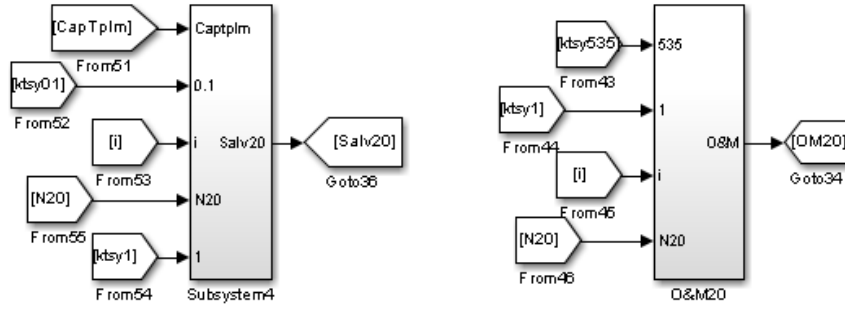 [CapTplm]
From51
Captplm
[ktsy01]
From52
0.1
[i]
From53
i
Salv20
[Salv20]
Goto36
[N20]
From55
N20
[ktsy1]
From54
1
Subsystem4
[ktsy535]
From43
535
[ktsy1]
From44
1
O&M
[OM20]
Goto34
[i]
From45
i
[N20]
From46
N20
O&M20